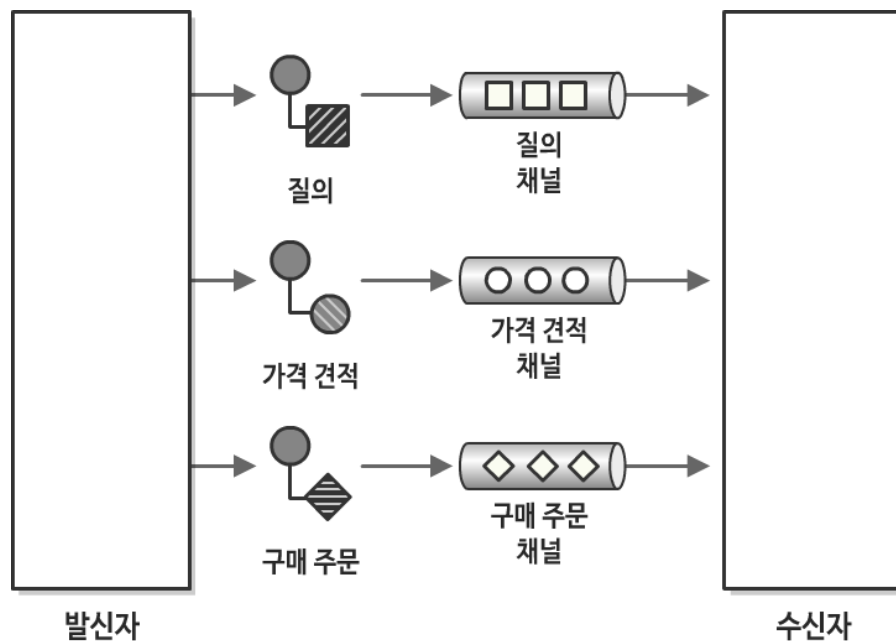 질의
질의
채널
가격 견적
가격 견적
채널
구매 주문
구매 주문
채널
발신자
수신자